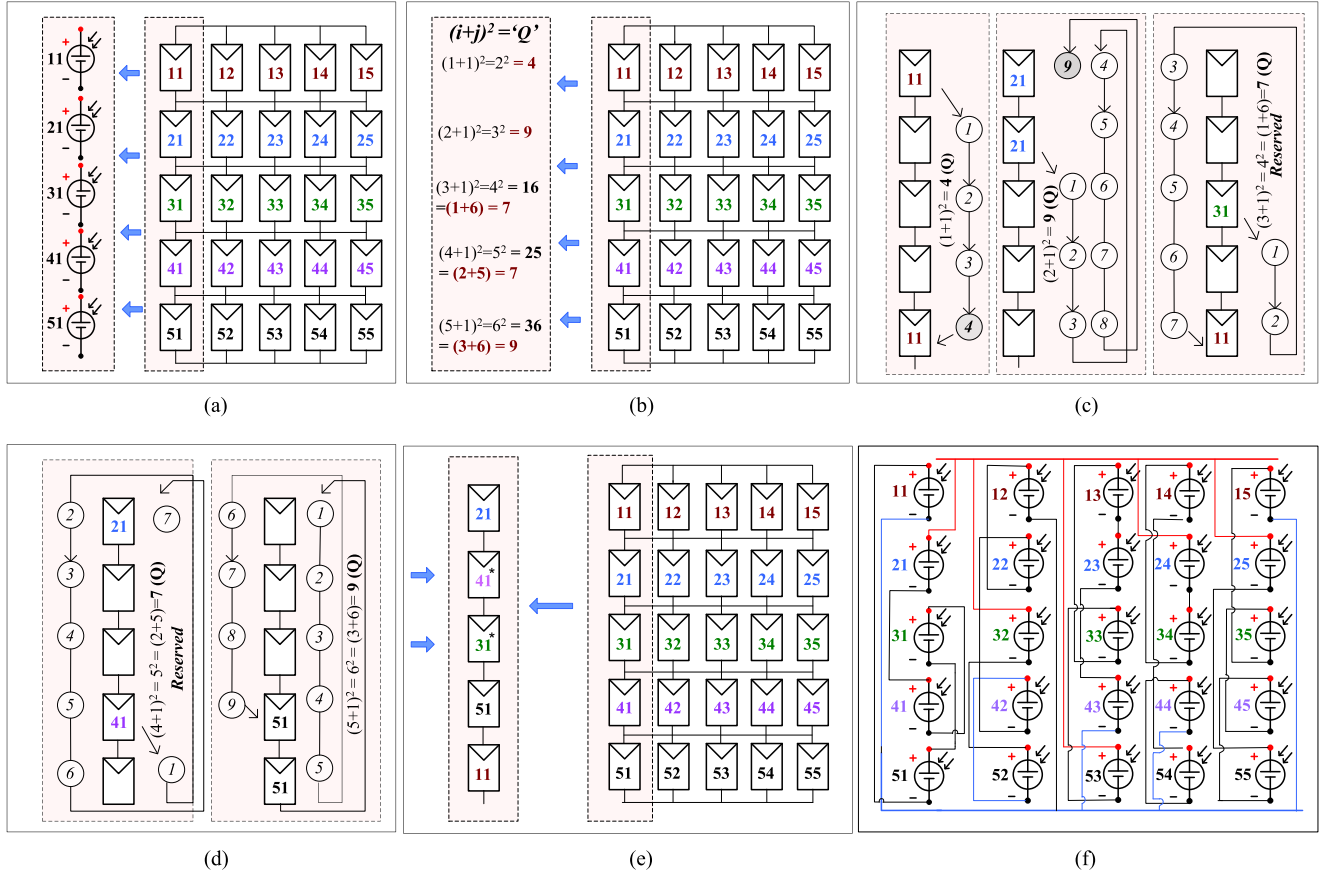 +
11
−
+
21
−
+
31
−
+
41
−
+
51
−
11 12 13 14 15
21 22 23 24 25
31 32 33 34 35
41 42 43 44 45
51 52 53 54 55
(a)
(i+j)² =‘Q’
(1+1)²=2² = 4
(2+1)²=3² = 9
(3+1)²=4² = 16
=(1+6) = 7
(4+1)²=5² = 25
= (2+5) = 7
(5+1)²=6² = 36
= (3+6) = 9
11 12 13 14 15
21 22 23 24 25
31 32 33 34 35
41 42 43 44 45
51 52 53 54 55
(b)
11
1
2
3
4
11
(1+1)² = 4 (Q)
21
21
9
4
5
1 6
2 7
3 8
(2+1)² = 9 (Q)
3
4
5
6
7
31
11
1
2
(3+1)² = 4² = (1+6)=7 (Q)
Reserved
(c)
2
3
4
5
6
21
7
41
1
(4+1)² = 5² = (2+5)=7 (Q)
Reserved
6
7
8
9
51
51
1
2
3
4
5
(5+1)² = 6² = (3+6)= 9 (Q)
(d)
21
41*
31*
51
11
11 12 13 14 15
21 22 23 24 25
31 32 33 34 35
41 42 43 44 45
51 52 53 54 55
(e)
+ + + + +
11 12 13 14 15
− − − − −
+ + + + +
21 22 23 24 25
− − − − −
+ + + + +
31 32 33 34 35
− − − − −
+ + + + +
41 42 43 44 45
− − − − −
+ + + + +
51 52 53 54 55
− − − − −
(f)